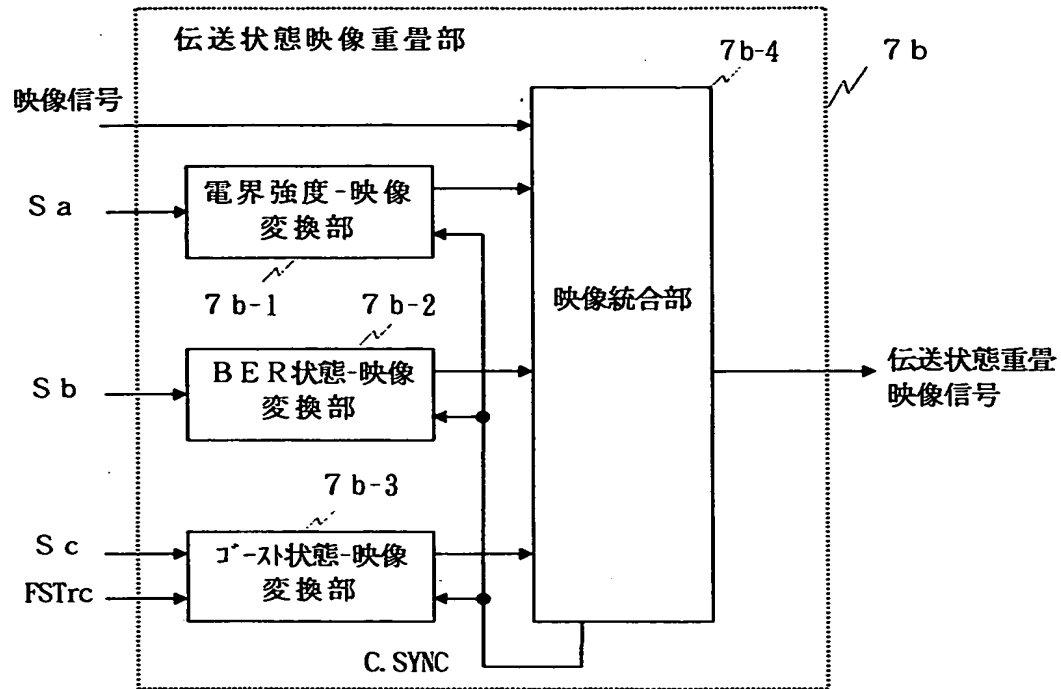 伝送状態映像重畳部
7b-4
7b
映像信号
Sa
電界強度-映像
変換部
7b-1
7b-2
映像統合部
Sb
BER状態-映像
変換部
伝送状態重畳
映像信号
7b-3
Sc
ゴースト状態-映像
変換部
FSTrc
C.SYNC